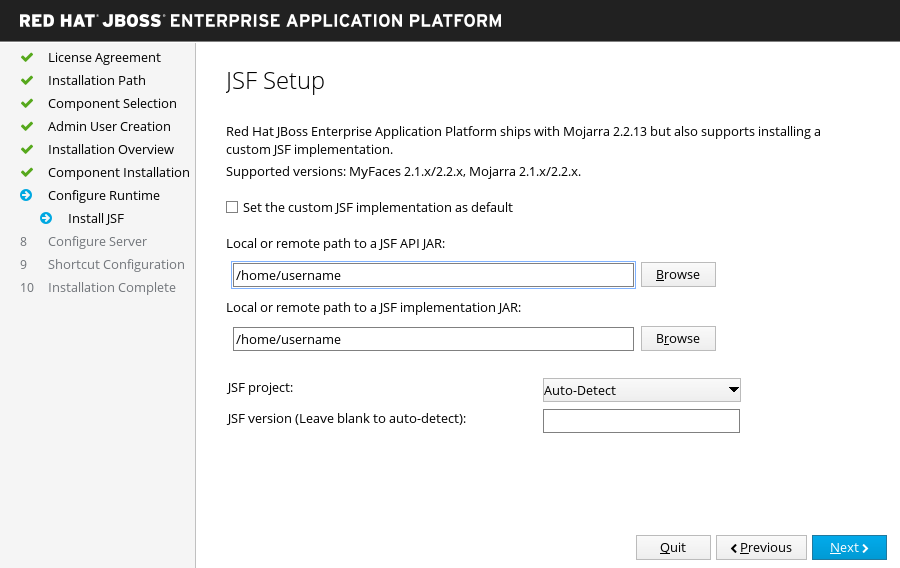 RED HAT JBOSS ENTERPRISE APPLICATION PLATFORM
License Agreement
Installation Path
Component Selection
Admin User Creation
Installation Overview
Component Installation
Configure Runtime
Install JSF
8 Configure Server
9 Shortcut Configuration
10 Installation Complete
JSF Setup
Red Hat JBoss Enterprise Application Platform ships with Mojarra 2.2.13 but also supports installing a
custom JSF implementation.
Supported versions: MyFaces 2.1.x/2.2.x, Mojarra 2.1.x/2.2.x.
Set the custom JSF implementation as default
Local or remote path to a JSF API JAR:
/home/username Browse
Local or remote path to a JSF implementation JAR:
/home/username Browse
JSF project: Auto-Detect
JSF version (Leave blank to auto-detect):
Quit Previous Next